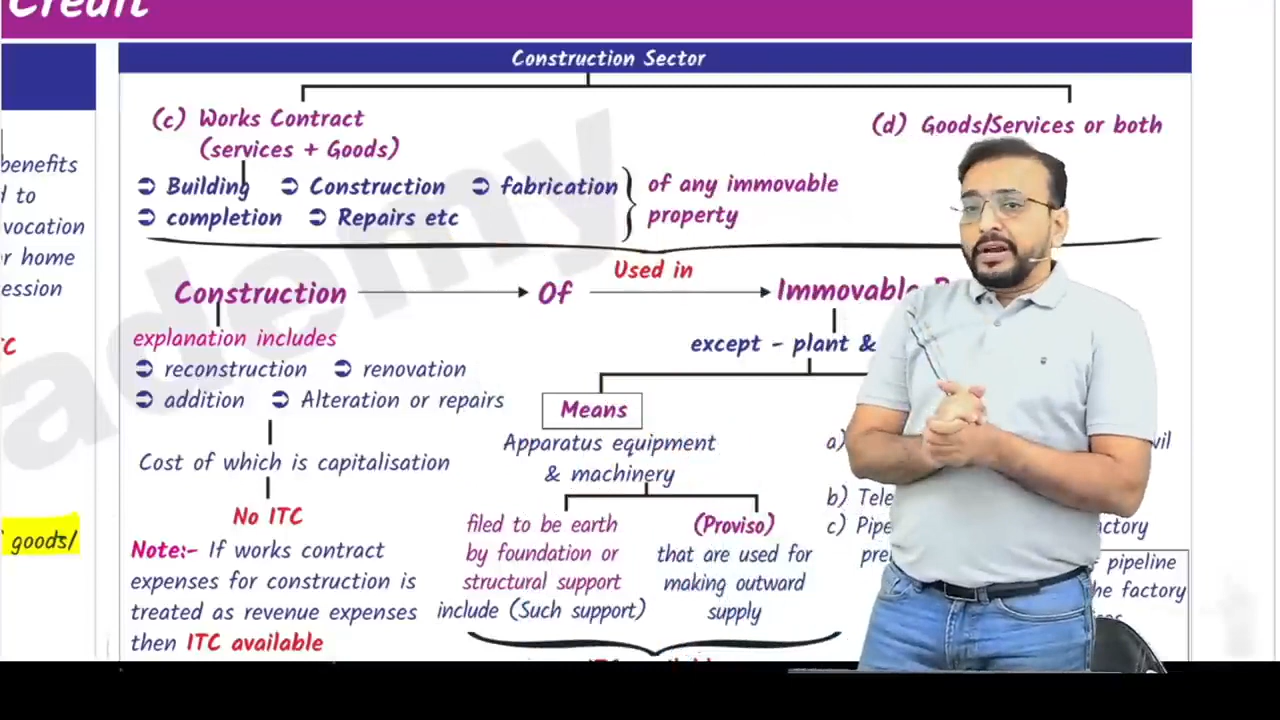 Credit
Construction Sector
(c) Works Contract
(services + Goods)
(d) Goods/Services or both
➲ Building ➲ Construction ➲ fabrication
➲ completion ➲ Repairs etc
of any immovable
property
Used in
Construction Of Immovable
explanation includes
➲ reconstruction ➲ renovation
➲ addition ➲ Alteration or repairs
Cost of which is capitalisation
No ITC
Note:- If works contract
expenses for construction is
treated as revenue expenses
then ITC available
except - plant &
Means
Apparatus equipment
& machinery
filed to be earth
by foundation or
structural support
include (Such support)
(Proviso)
that are used for
making outward
supply
a)
b) Tele
c) Pipe
pre
pipeline
the factory
benefits
to
vocation
or home
goods/
ademy